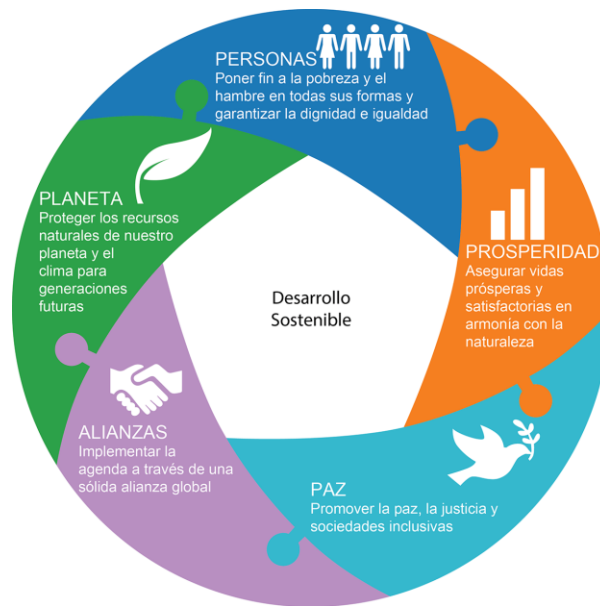 PERSONAS
Poner fin a la pobreza y el
hambre en todas sus formas y
garantizar la dignidad e igualdad
PROSPERIDAD
Asegurar vidas
prósperas y
satisfactorias en
armonía con la
naturaleza
PAZ
Promover la paz, la justicia y
sociedades inclusivas
ALIANZAS
Implementar la
agenda a través de una
sólida alianza global
PLANETA
Proteger los recursos
naturales de nuestro
planeta y el
clima para
generaciones
futuras
Desarrollo
Sostenible